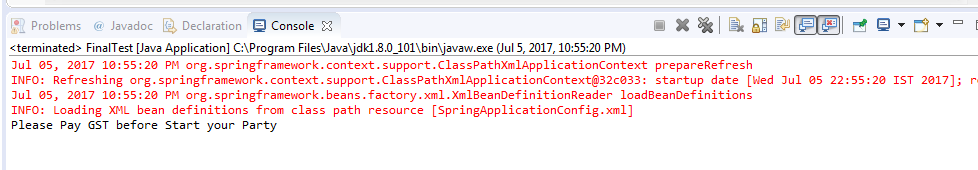 Problems @ Javadoc Declaration Console
<terminated> FinalTest [Java Application] C:\Program Files\Java\jdk1.8.0_101\bin\javaw.exe (Jul 5, 2017, 10:55:20 PM)
Jul 05, 2017 10:55:20 PM org.springframework.context.support.ClassPathXmlApplicationContext prepareRefresh
INFO: Refreshing org.springframework.context.support.ClassPathXmlApplicationContext@32c033: startup date [Wed Jul 05 22:55:20 IST 2017];
Jul 05, 2017 10:55:20 PM org.springframework.beans.factory.xml.XmlBeanDefinitionReader loadBeanDefinitions
INFO: Loading XML bean definitions from class path resource [SpringApplicationConfig.xml]
Please Pay GST before Start your Party